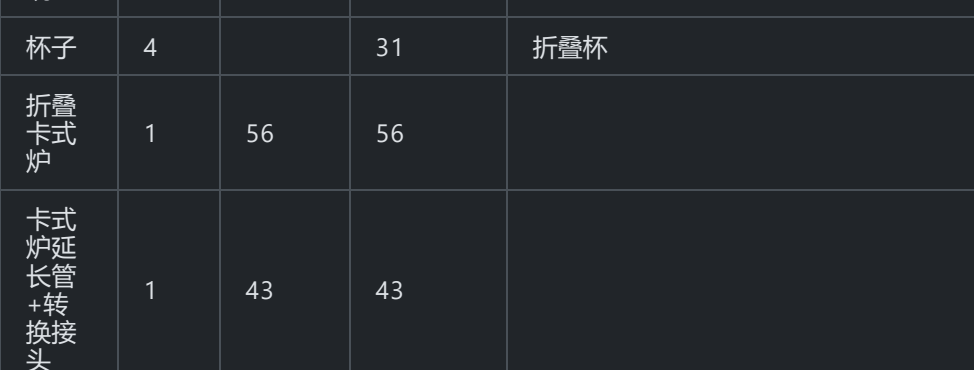 杯子 4 31 折叠杯
折叠
卡式 1 56 56
炉
卡式
炉延
长管 1 43 43
+转
换接
头